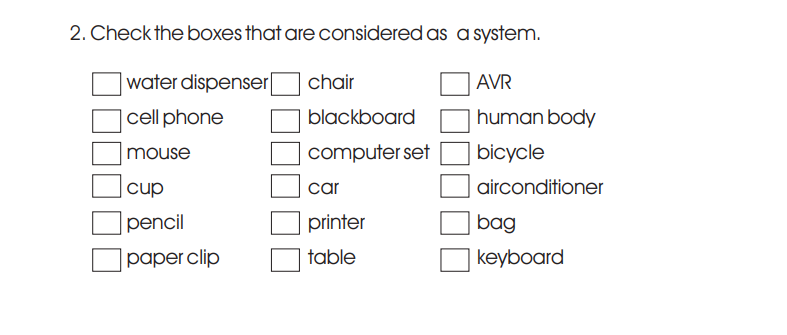 2. Check the boxes that are considered as a system.
water dispenser chair AVR
cell phone blackboard human body
mouse computer set bicycle
cup car airconditioner
pencil printer bag
paper clip table keyboard